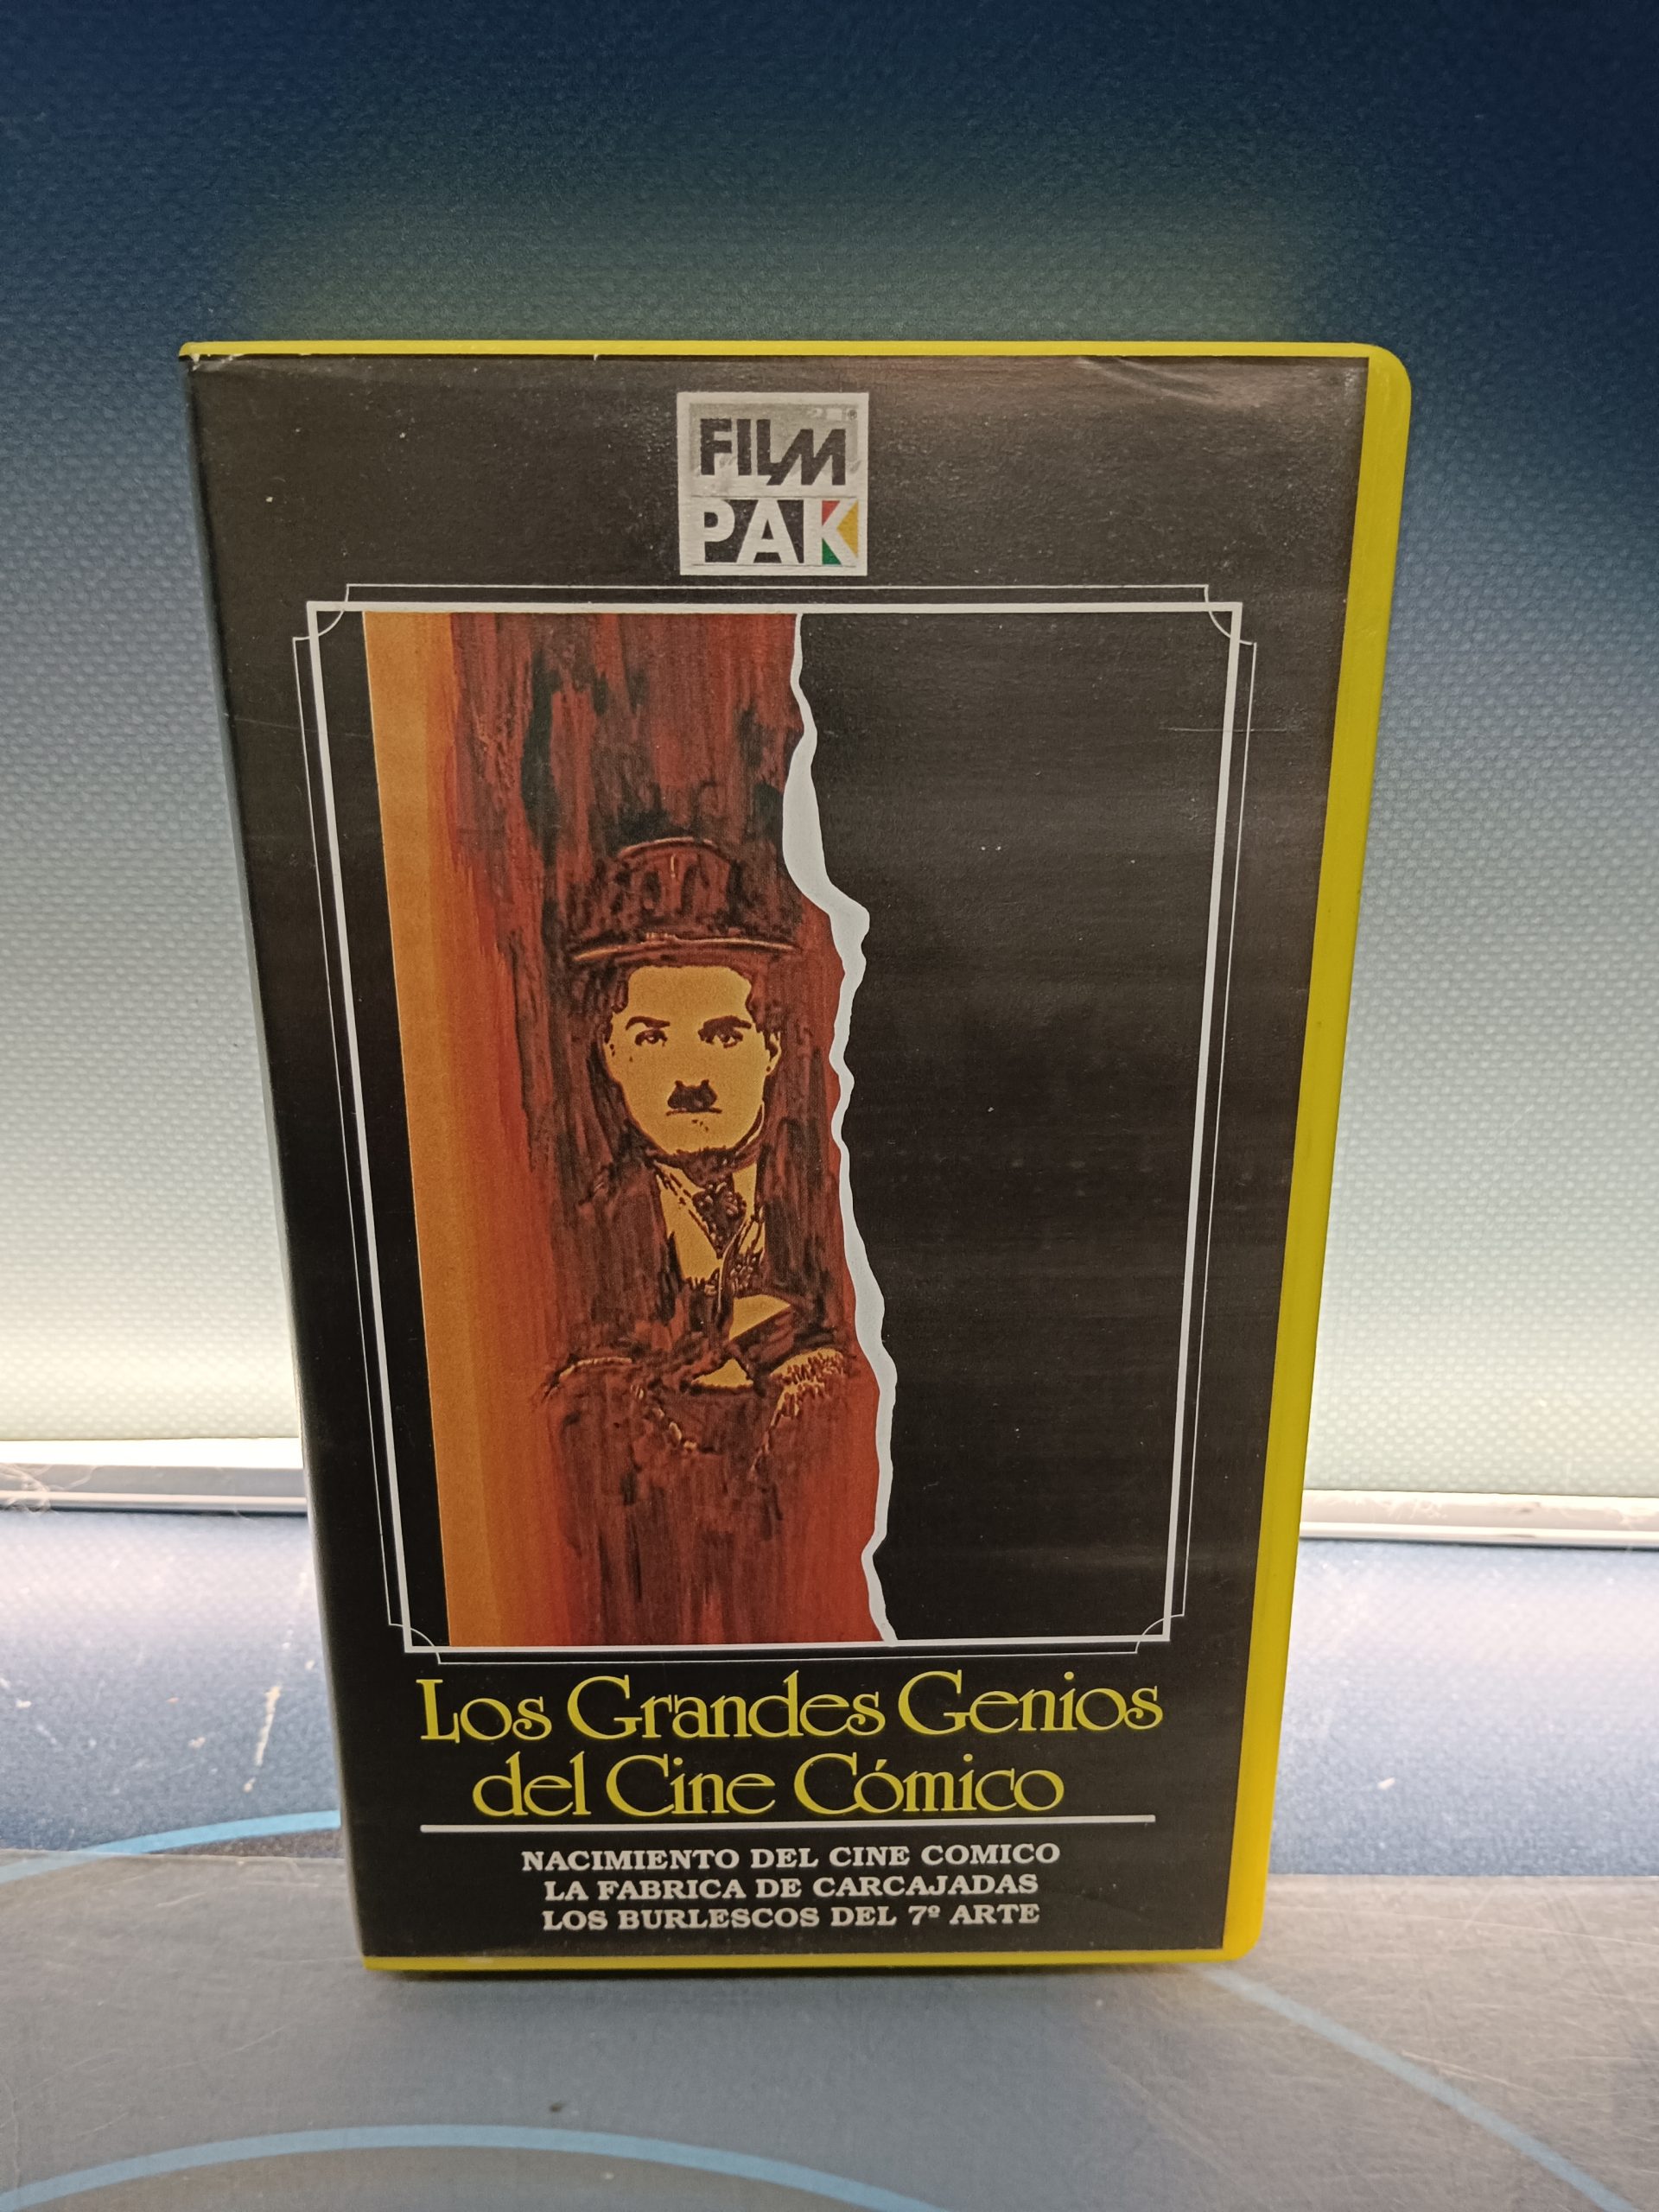 FILM
PAK
Los Grandes Genios
del Cine Cómico
NACIMIENTO DEL CINE COMICO
LA FABRICA DE CARCAJADAS
LOS BURLESCOS DEL 7º ARTE